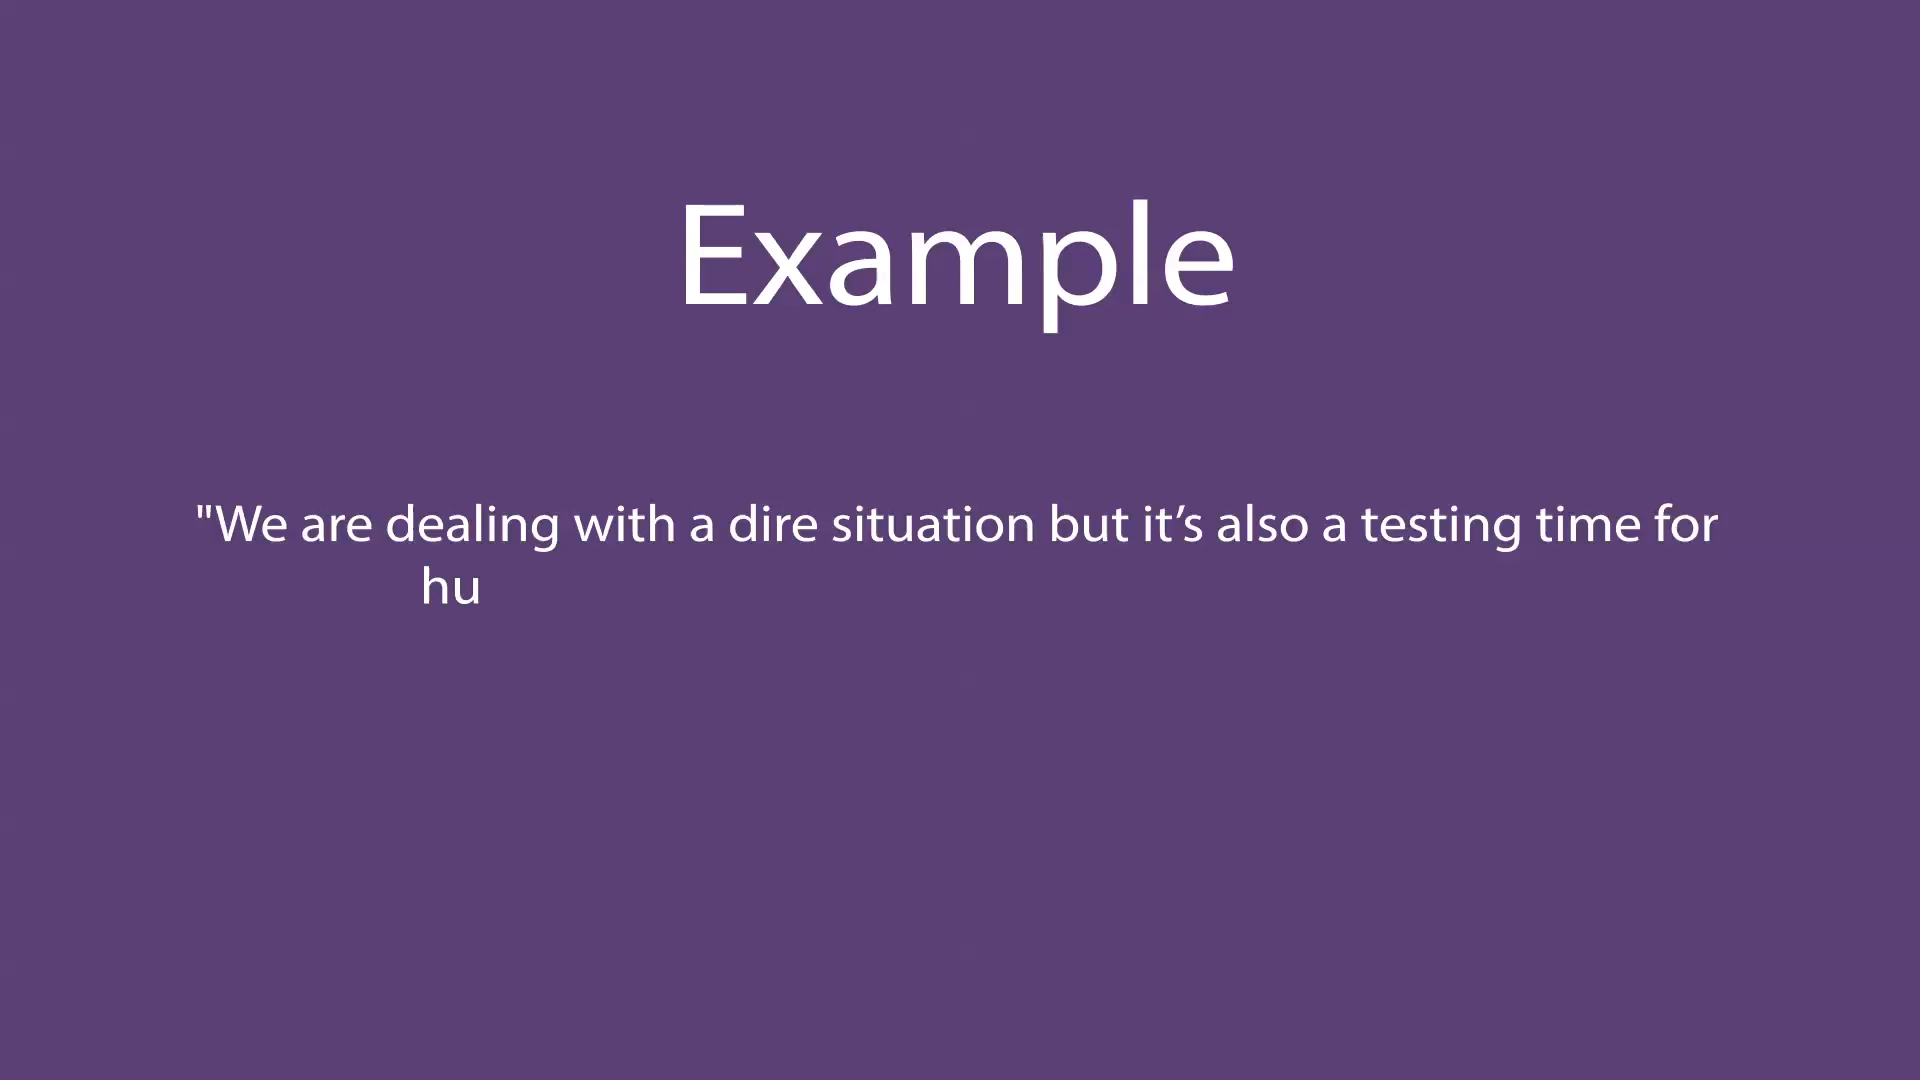 Example
"We are dealing with a dire situation but it’s also a testing time for
hu